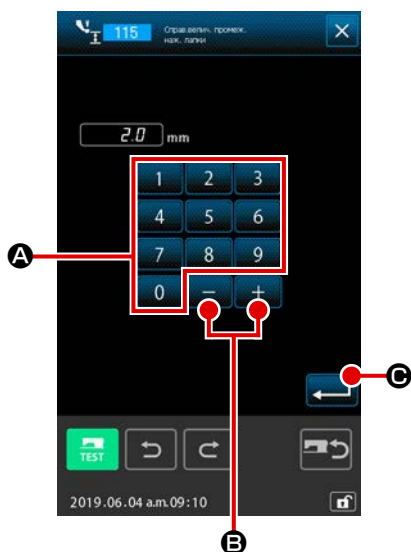 115 Справ.велич. промеж.
наж. лапки
2.0 mm
1 2 3
4 5 6
A
7 8 9
0 − +
C
TEST
2019.06.04 a.m.09:10
B